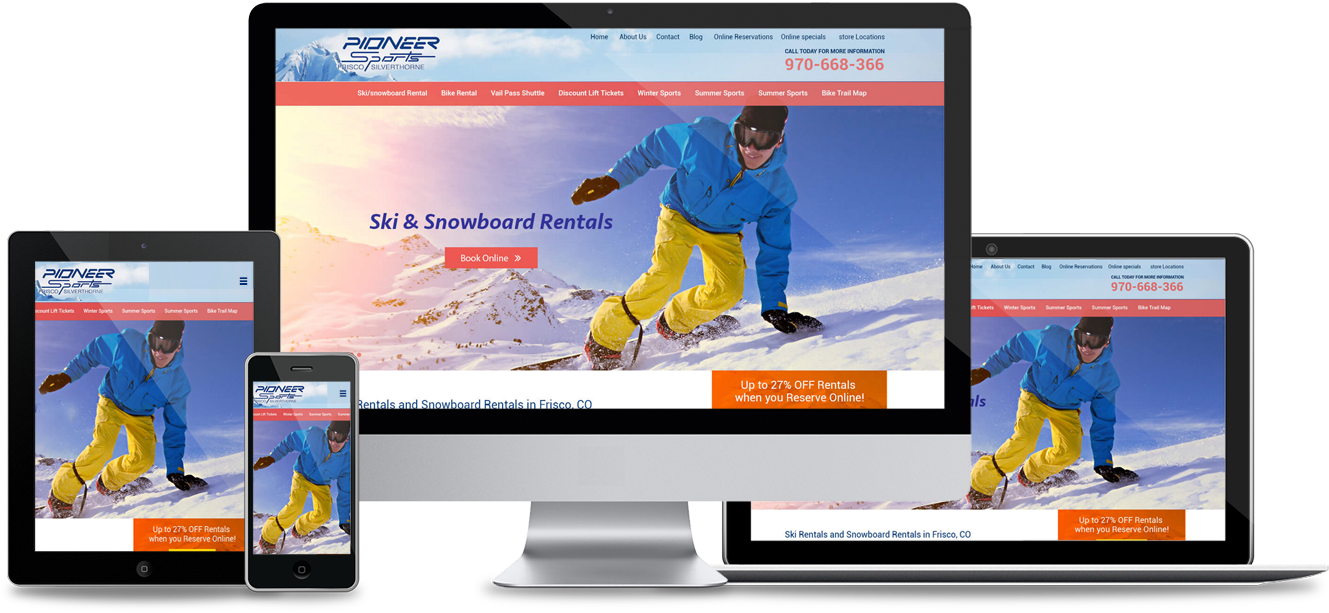 PIONEER
Sports
FRISCO SILVERTHORNE
Home About Us Contact Blog Online Reservations Online specials store Locations
CALL TODAY FOR MORE INFORMATION
970-668-366
Ski/snowboard Rental Bike Rental Vail Pass Shuttle Discount Lift Tickets Winter Sports Summer Sports Summer Sports Bike Trail Map
Ski & Snowboard Rentals
Book Online »
Rentals and Snowboard Rentals in Frisco, CO
Up to 27% OFF Rentals
when you Reserve Online!
PIONEER
Sports
FRISCO SILVERTHORNE
scount Lift Tickets Winter Sports Summer Sports Summer Sports Bike Trail Map
Up to 27% OFF Rentals
when you Reserve Online!
PIONEER
Sports
FRISCO SILVERTHORNE
ount Lift Tickets Winter Sports Summer Sports Summer
Home About Us Contact Blog Online Reservations Online specials store Locations
CALL TODAY FOR MORE INFORMATION
970-668-366
ft Tickets Winter Sports Summer Sports Summer Sports Bike Trail Map
als
Ski Rentals and Snowboard Rentals in Frisco, CO
Up to 27% OFF Rentals
when you Reserve Online!